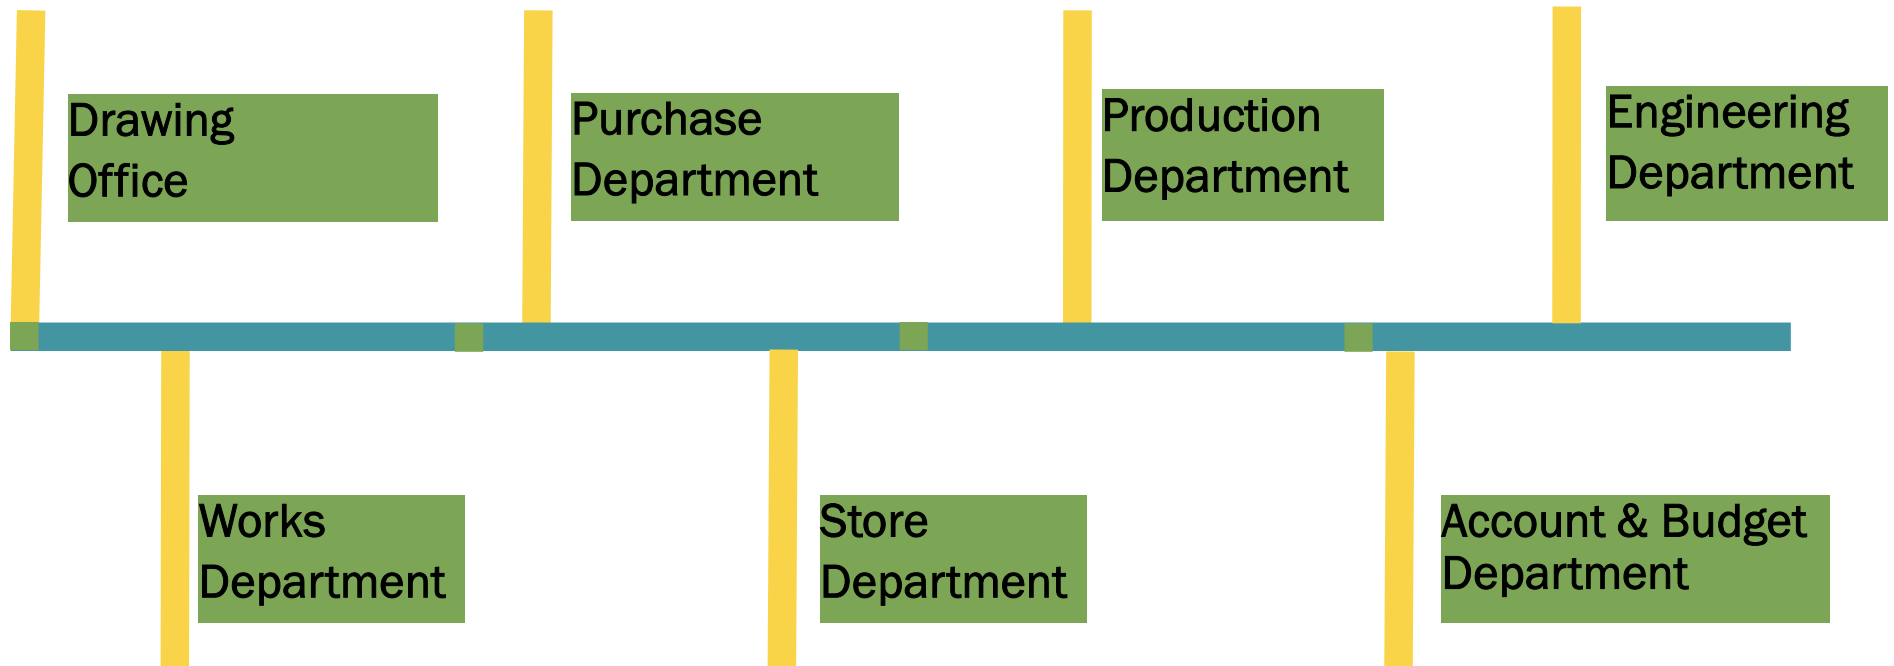 Drawing
Office
Purchase
Department
Production
Department
Engineering
Department
Works
Department
Store
Department
Account & Budget
Department